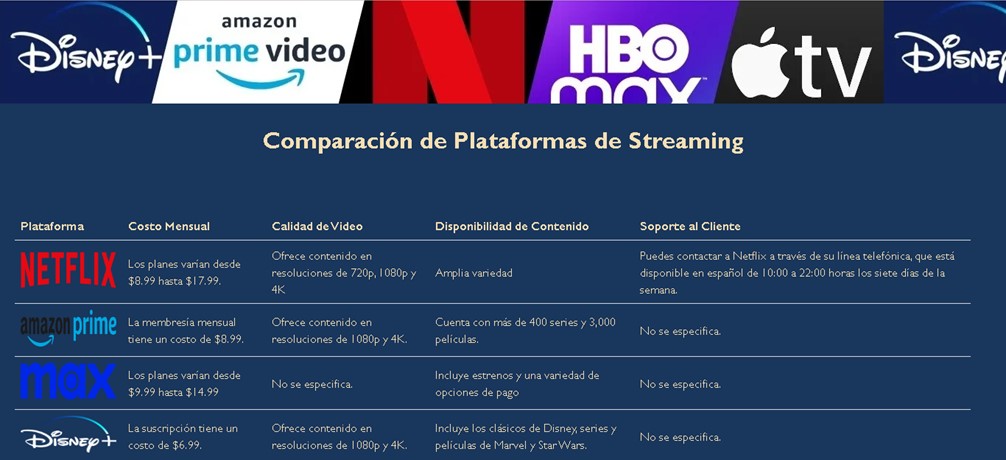 Disney+
amazon
prime video
N
HBO
max
tv
Disney
Comparación de Plataformas de Streaming
Plataforma Costo Mensual Calidad de Video Disponibilidad de Contenido Soporte al Cliente
NETFLIX
Los planes varían desde
$8.99 hasta $17.99.
Ofrece contenido en
resoluciones de 720p, 1080p y
4K
Amplia variedad
Puedes contactar a Netflix a través de su línea telefónica, que está
disponible en español de 10:00 a 22:00 horas los siete días de la
semana.
amazon prime
La membresía mensual
tiene un costo de $8.99.
Ofrece contenido en
resoluciones de 1080p y 4K.
Cuenta con más de 400 series y 3,000
películas.
No se especifica.
max
Los planes varían desde
$9.99 hasta $14.99
No se especifica.
Incluye estrenos y una variedad de
opciones de pago
No se especifica.
Disney+
La suscripción tiene un
costo de $6.99.
Ofrece contenido en
resoluciones de 1080p y 4K.
Incluye los clásicos de Disney, series y
películas de Marvel y Star Wars.
No se especifica.